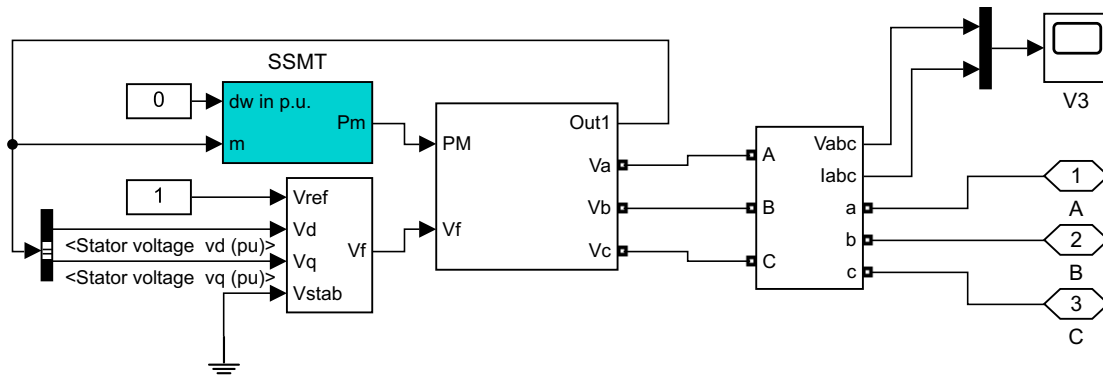 SSMT
V3
0
dw in p.u.
m
Pm
PM
Vf
Out1
Va
Vb
Vc
A
B
C
Vabc
Iabc
a
b
c
1
A
2
B
3
C
1
Vref
Vd
Vq
Vstab
Vf
<Stator voltage vd (pu)>
<Stator voltage vq (pu)>